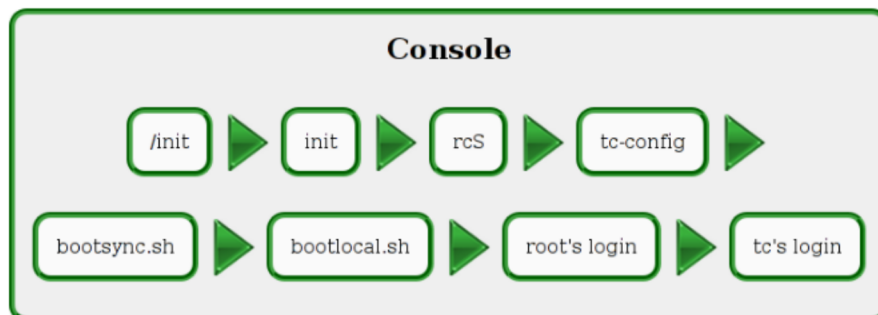 Console
/init init rcS tc-config
bootsync.sh bootlocal.sh root's login tc's login